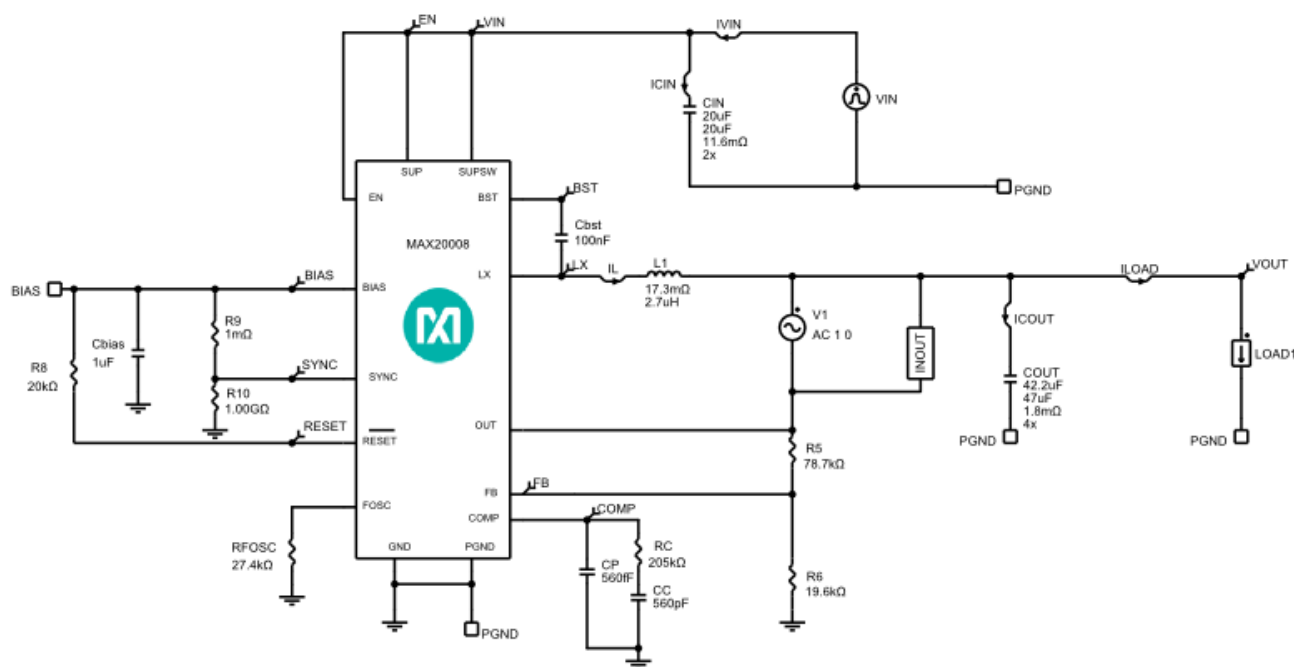 EN
VIN
IVIN
ICIN
CIN
20uF
20uF
11.6mΩ
2x
VIN
PGND
SUP
SUPSW
EN
BST
BST
MAX20008
Cbst
100nF
LX
LX
IL
L1
17.3mΩ
2.7uH
ILOAD
VOUT
BIAS
BIAS
BIAS
R9
1mΩ
Cbias
1uF
R8
20kΩ
SYNC
SYNC
R10
1.00GΩ
RESET
RESET
V1
AC 1 0
INOUT
ICOUT
COUT
42.2uF
47uF
1.8mΩ
4x
PGND
LOAD1
PGND
OUT
R5
78.7kΩ
FB
FB
FOSC
COMP
COMP
RFOSC
27.4kΩ
GND
PGND
CP
560fF
RC
205kΩ
CC
560pF
R6
19.6kΩ
PGND